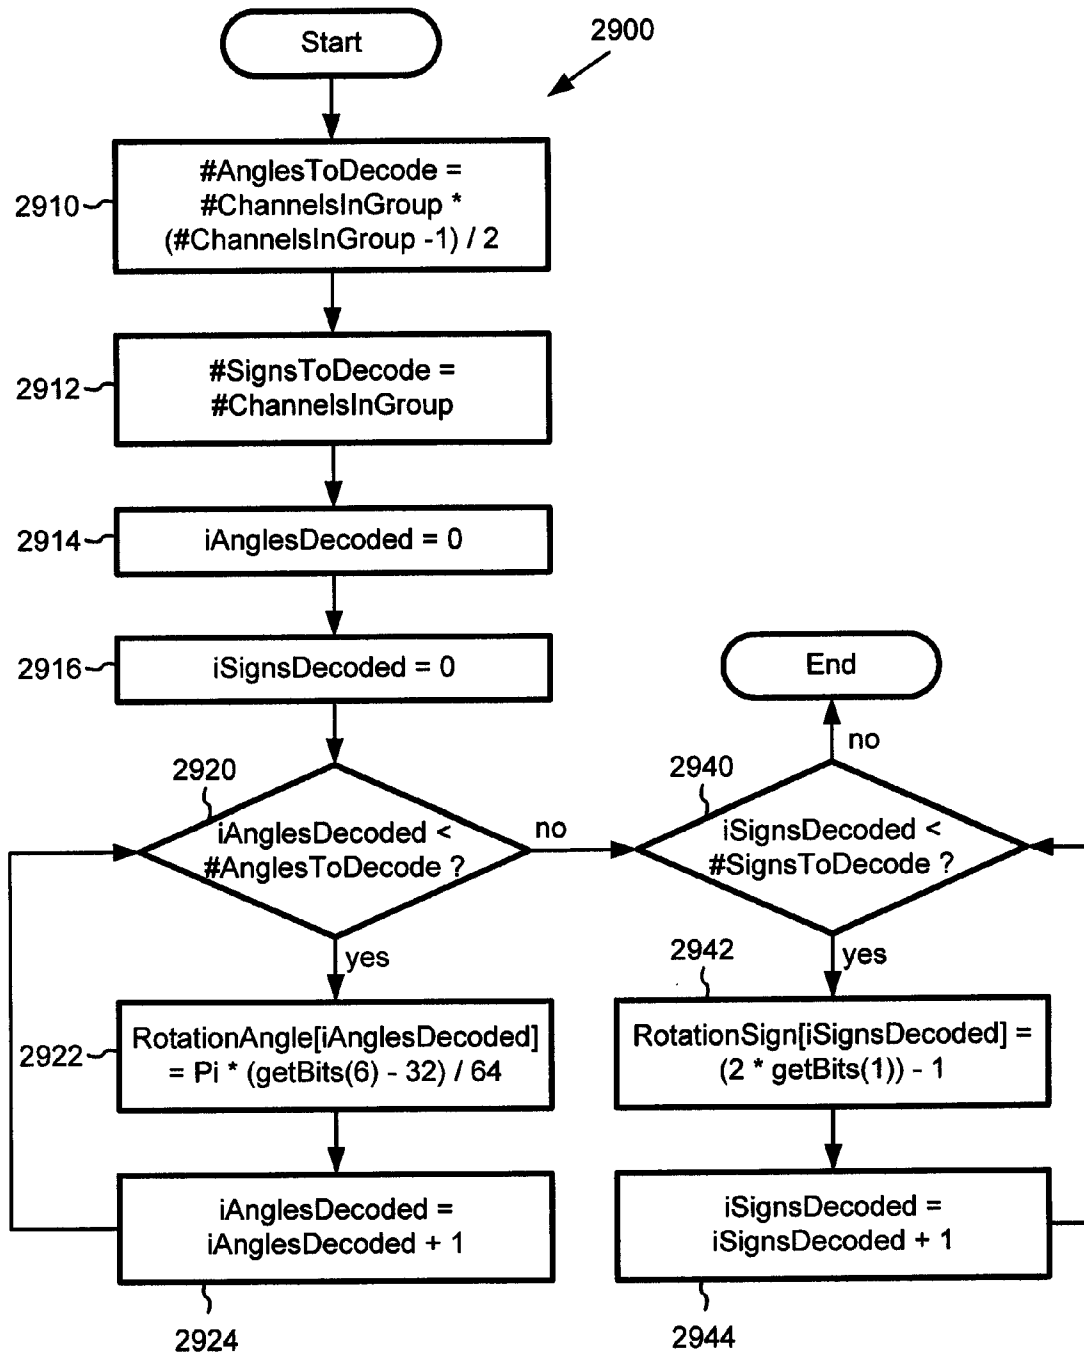 Start
2900
#AnglesToDecode =
#ChannelsInGroup *
(#ChannelsInGroup -1) / 2
2910
#SignsToDecode =
#ChannelsInGroup
2912
iAnglesDecoded = 0
2914
iSignsDecoded = 0
2916
End
no
2920
iAnglesDecoded <
#AnglesToDecode ?
no
2940
iSignsDecoded <
#SignsToDecode ?
yes
2942
yes
RotationAngle[iAnglesDecoded]
= Pi * (getBits(6) - 32) / 64
2922
RotationSign[iSignsDecoded] =
(2 * getBits(1)) - 1
iAnglesDecoded =
iAnglesDecoded + 1
2924
iSignsDecoded =
iSignsDecoded + 1
2944